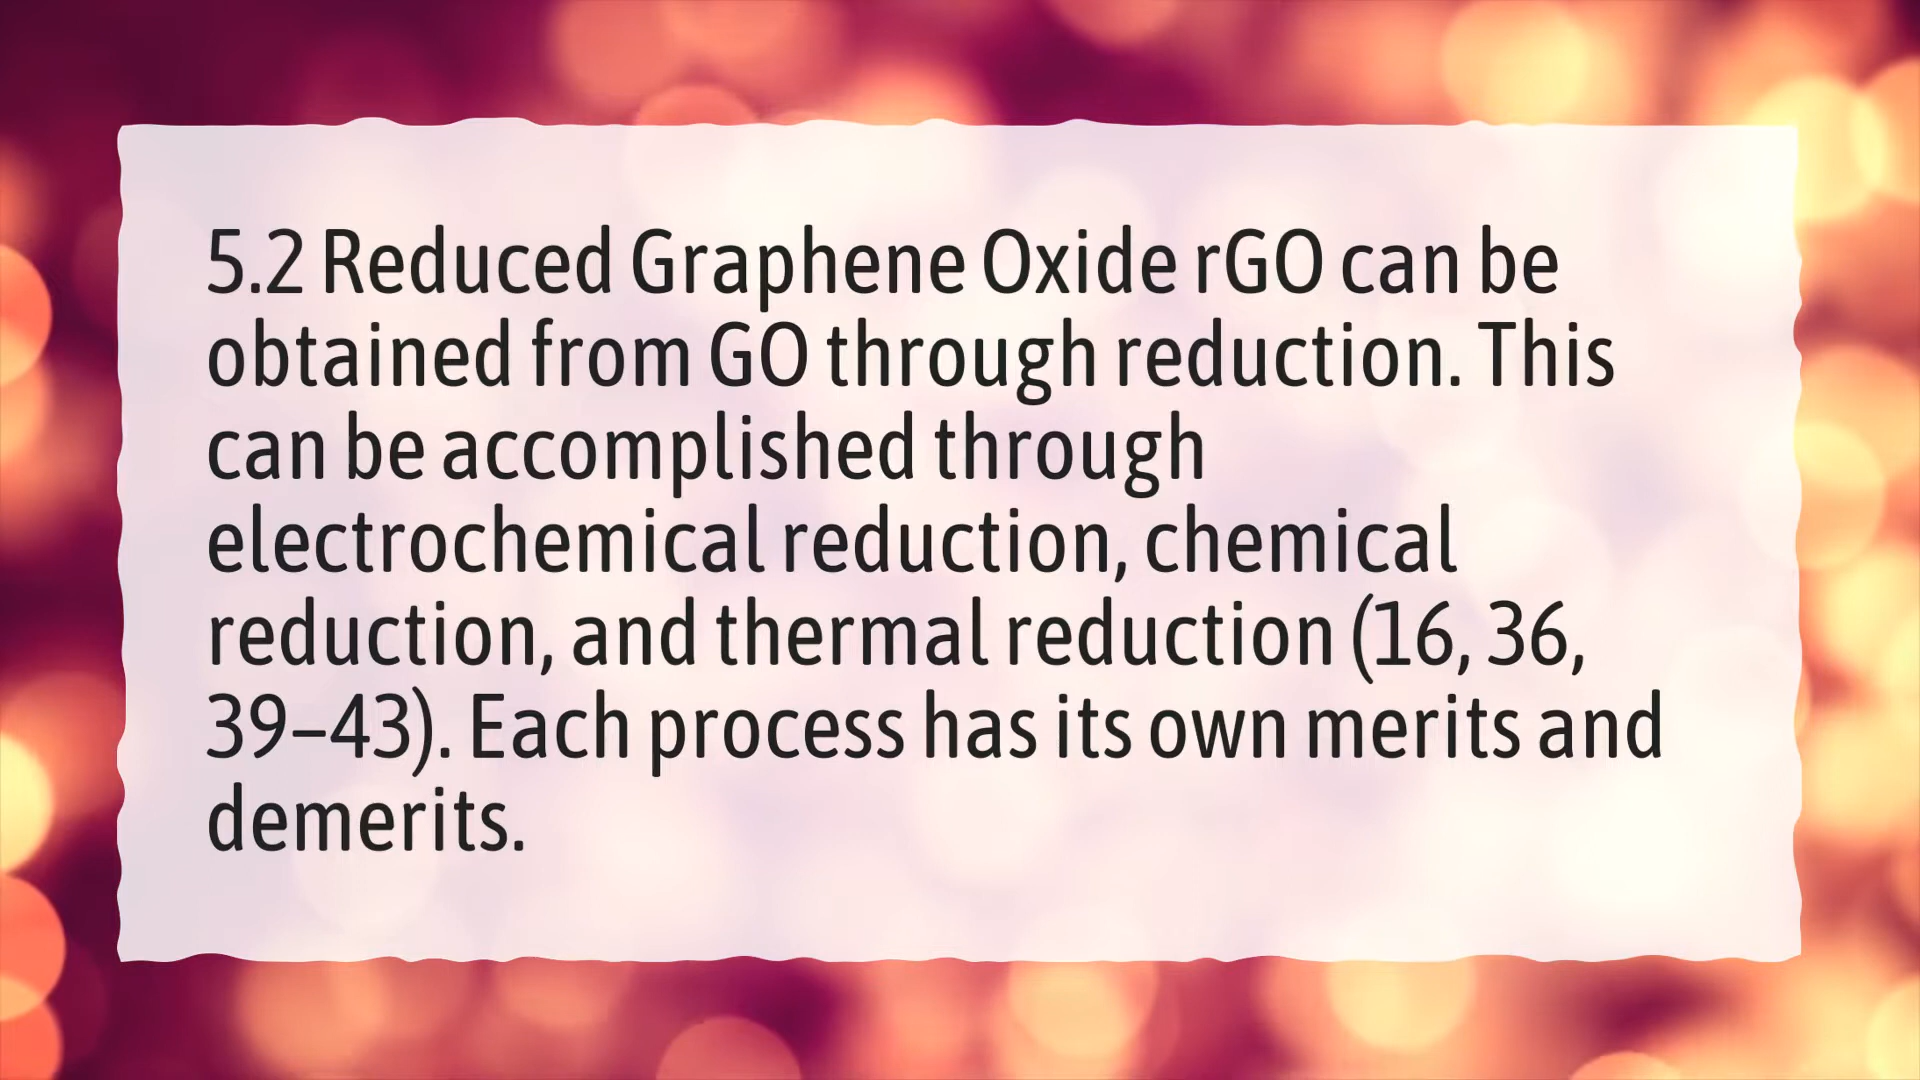 5.2 Reduced Graphene Oxide rGO can be
obtained from GO through reduction. This
can be accomplished through
electrochemical reduction, chemical
reduction, and thermal reduction (16, 36,
39–43). Each process has its own merits and
demerits.